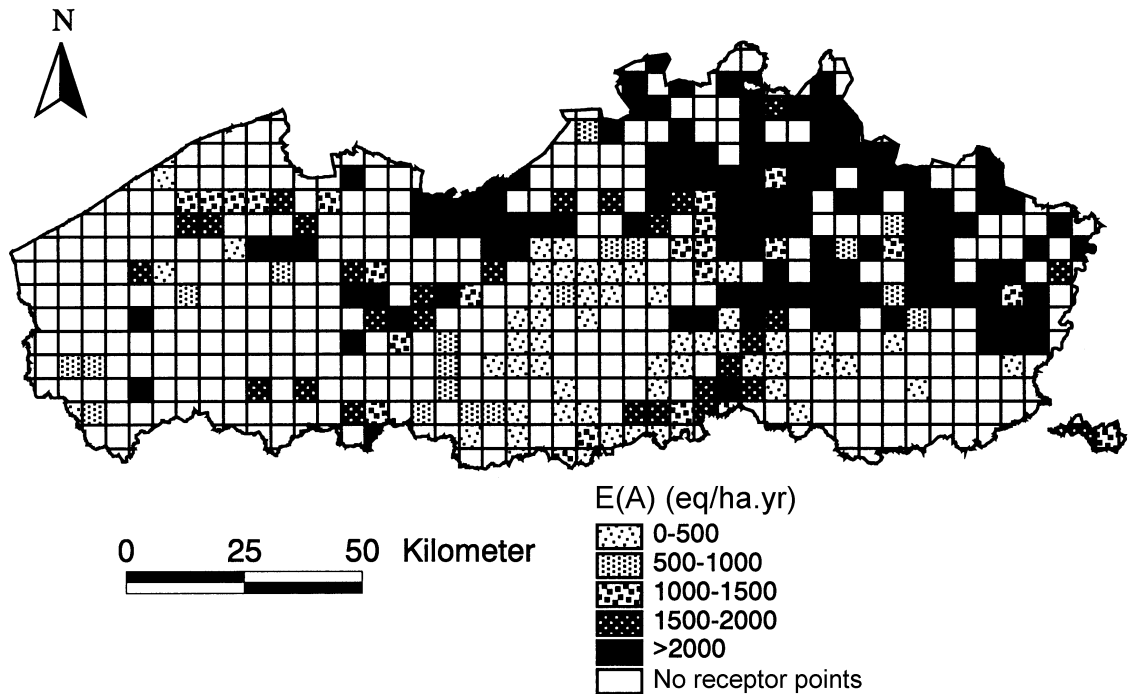 N
E(A) (eq/ha.yr)
0-500
500-1000
1000-1500
1500-2000
>2000
No receptor points
0 25 50 Kilometer